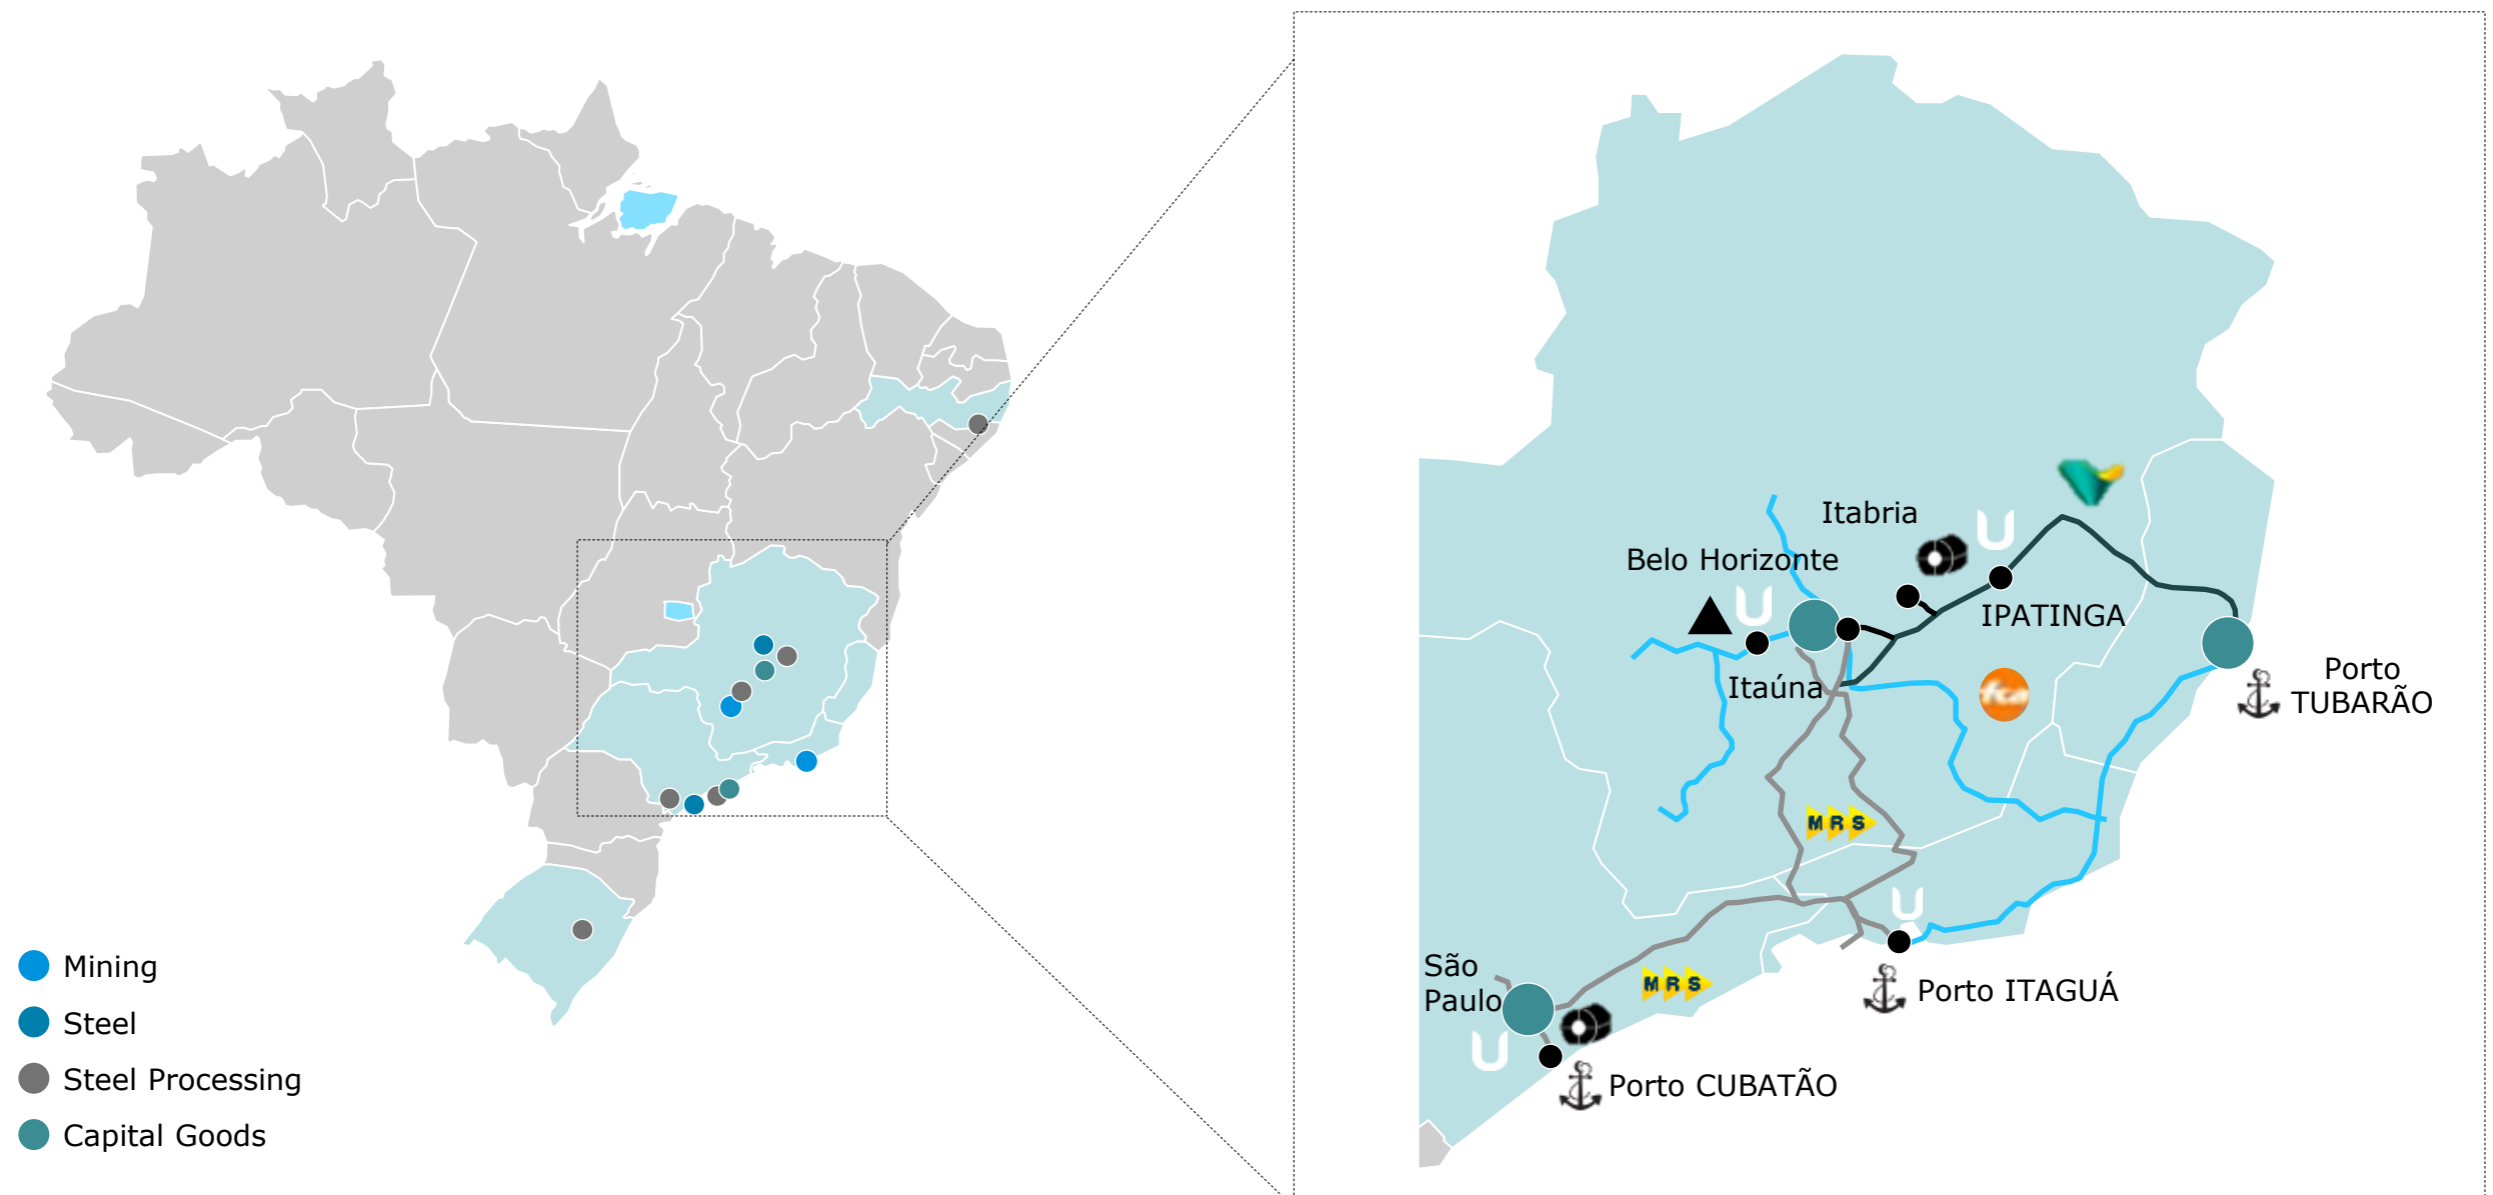 Mining
Steel
Steel Processing
Capital Goods
Itabria
Belo Horizonte
U
U
IPATINGA
Itaúna
Porto
TUBARÃO
MRS
U
São
Paulo
MRS
Porto ITAGUÁ
U
Porto CUBATÃO